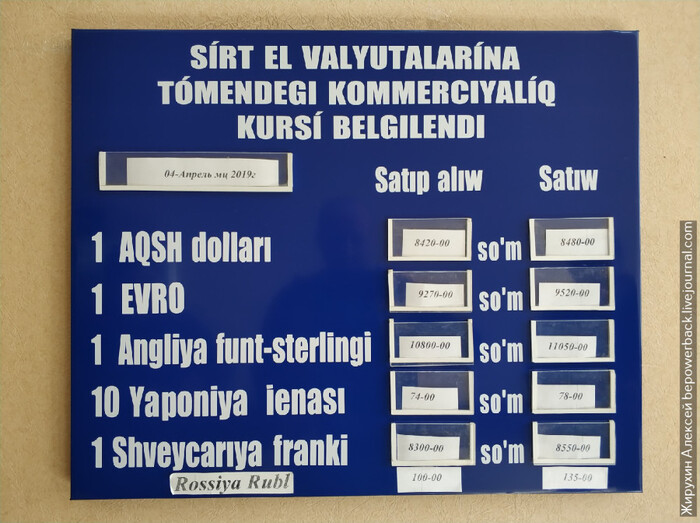 SÍRT EL VALYUTALARÍNA
TÓMENDEGI KOMMERCIYALÍQ
KURSÍ BELGILENDI
04-Апрель мц 2019г
Satıp alıw Satıw
1 AQSH dolları 8420-00 so'm 8480-00
1 EVRO 9270-00 so'm 9520-00
1 Angliya funt-sterlingi 10800-00 so'm 11050-00
10 Yaponiya ienası 74-00 so'm 78-00
1 Shveycarıya franki 8300-00 so'm 8550-00
Rossiya Rubl 100-00 135-00
Жирухин Алексей bepowerback.livejournal.com